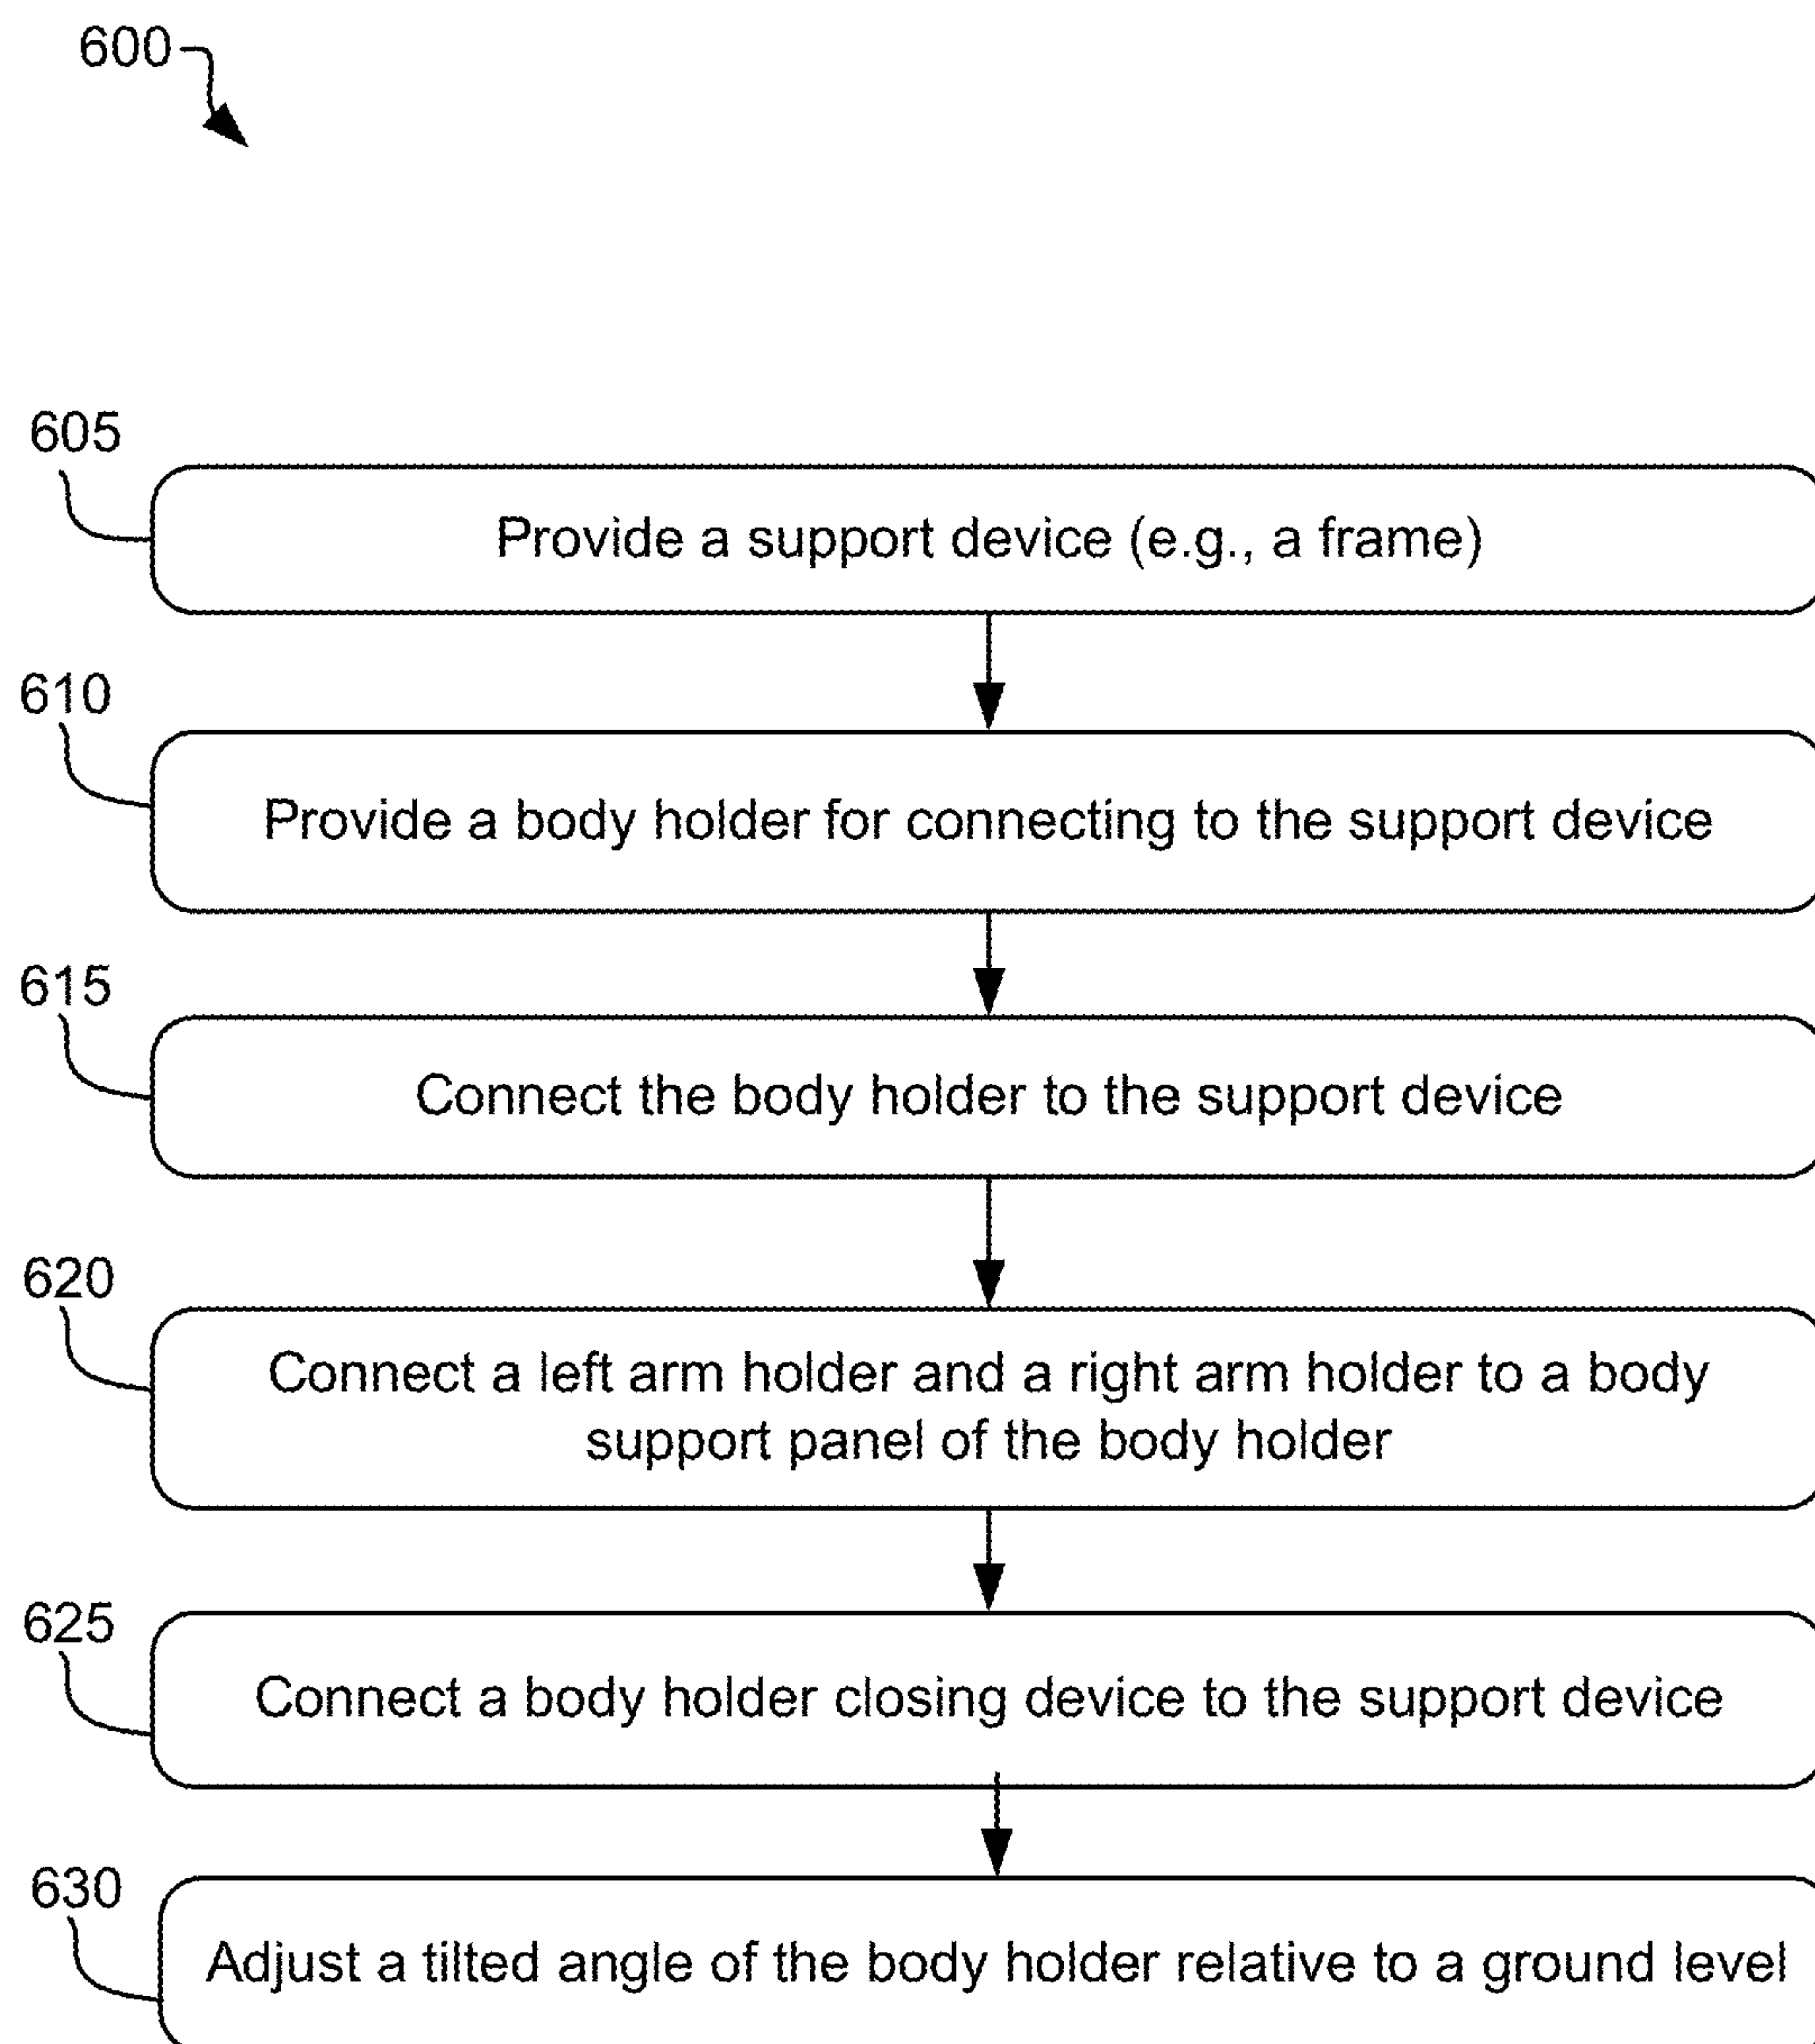 600
605
Provide a support device (e.g., a frame)
610
Provide a body holder for connecting to the support device
615
Connect the body holder to the support device
620
Connect a left arm holder and a right arm holder to a body
support panel of the body holder
625
Connect a body holder closing device to the support device
630
Adjust a tilted angle of the body holder relative to a ground level